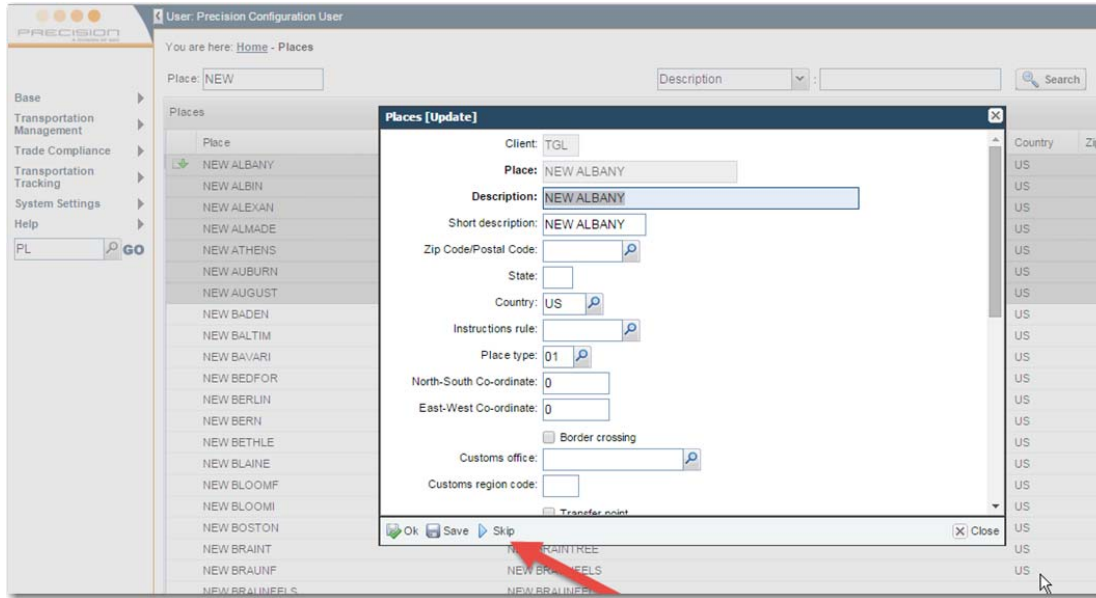 User: Precision Configuration User
PRECISION
You are here: Home - Places
Place: NEW
Description
:
Search
Base
Transportation
Management
Trade Compliance
Transportation
Tracking
System Settings
Help
PL
GO
Places
Place
Country
NEW ALBANY
US
NEW ALBIN
US
NEW ALEXAN
US
NEW ALMADE
US
NEW ATHENS
US
NEW AUBURN
US
NEW AUGUST
US
NEW BADEN
US
NEW BALTIM
US
NEW BAVARI
US
NEW BEDFOR
US
NEW BERLIN
US
NEW BERN
US
NEW BETHLE
US
NEW BLAINE
US
NEW BLOOMF
US
NEW BLOOMI
US
NEW BOSTON
US
NEW BRAINT
NEW BRAINTREE
US
NEW BRAUNF
US
NEW BRAUNFELS
Places [Update]
Client: TGL
Place: NEW ALBANY
Description: NEW ALBANY
Short description: NEW ALBANY
Zip Code/Postal Code:
State:
Country: US
Instructions rule:
Place type: 01
North-South Co-ordinate: 0
East-West Co-ordinate: 0
Border crossing
Customs office:
Customs region code:
Transfer point
Ok Save Skip
Close